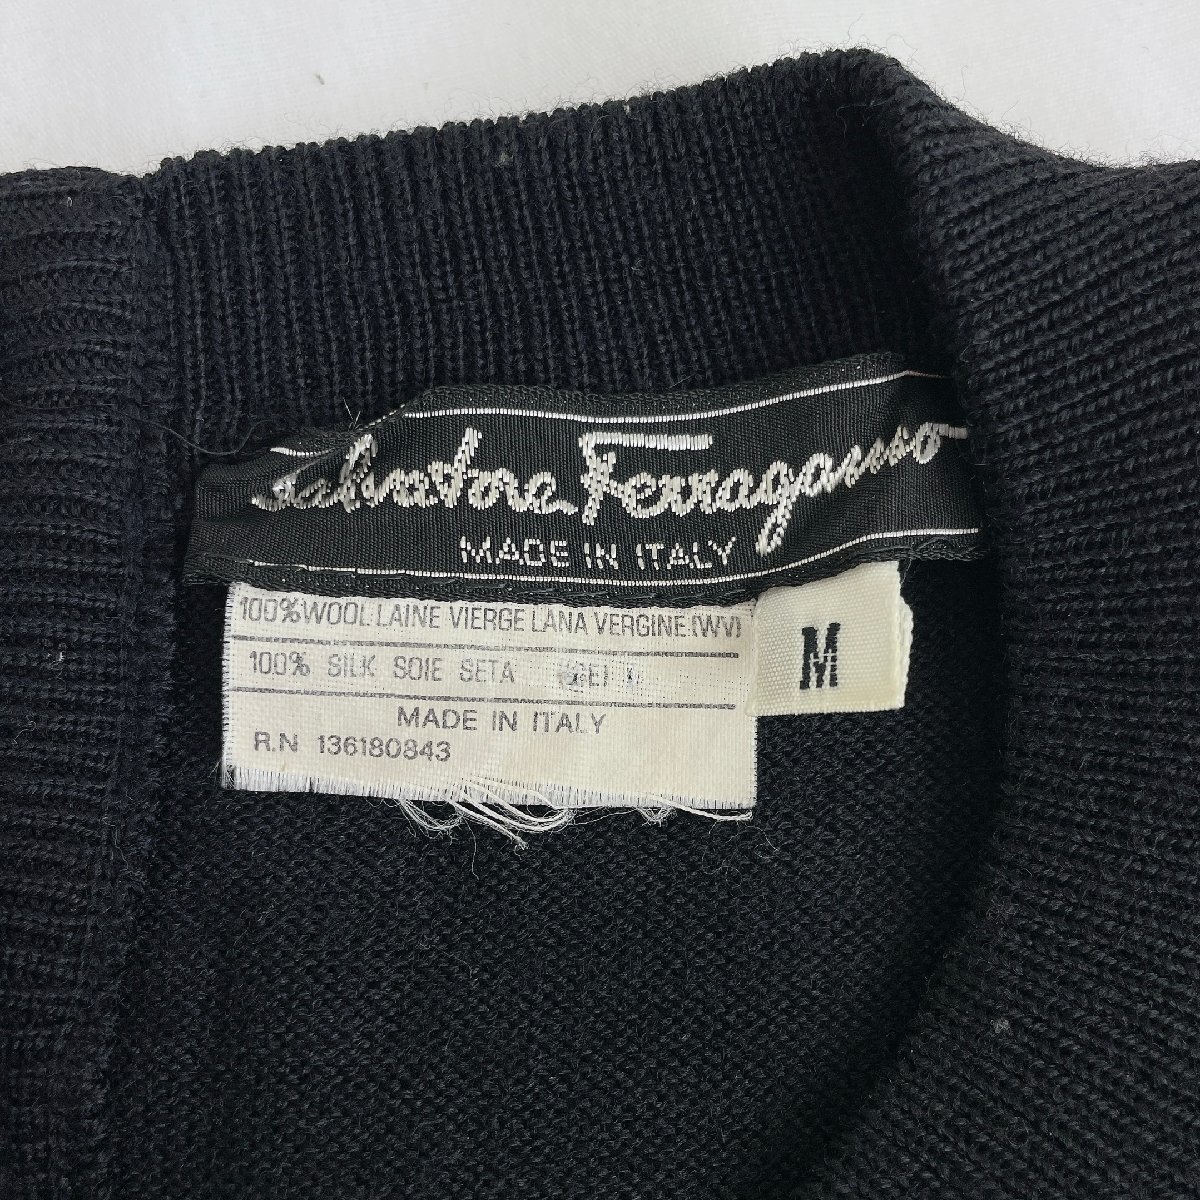 Salvatore Ferragamo
MADE IN ITALY
100% WOOL LAINE VIERGE LANA VERGINE (WV)
100% SILK SOIE SETA
MADE IN ITALY
R.N 136180843
M